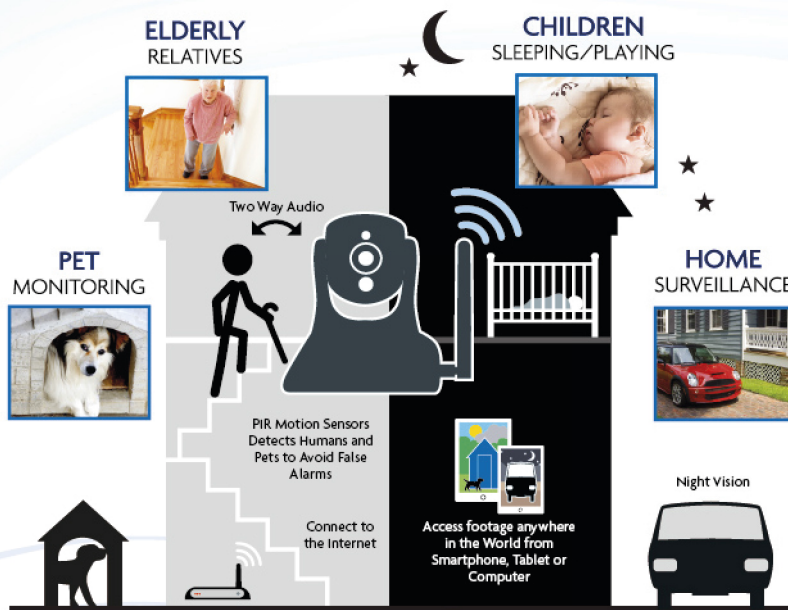 ELDERLY
RELATIVES
CHILDREN
SLEEPING/PLAYING
Two Way Audio
PET
MONITORING
HOME
SURVEILLANCE
PIR Motion Sensors
Detects Humans and
Pets to Avoid False
Alarms
Night Vision
Connect to
the Internet
Access footage anywhere
in the World from
Smartphone, Tablet or
Computer